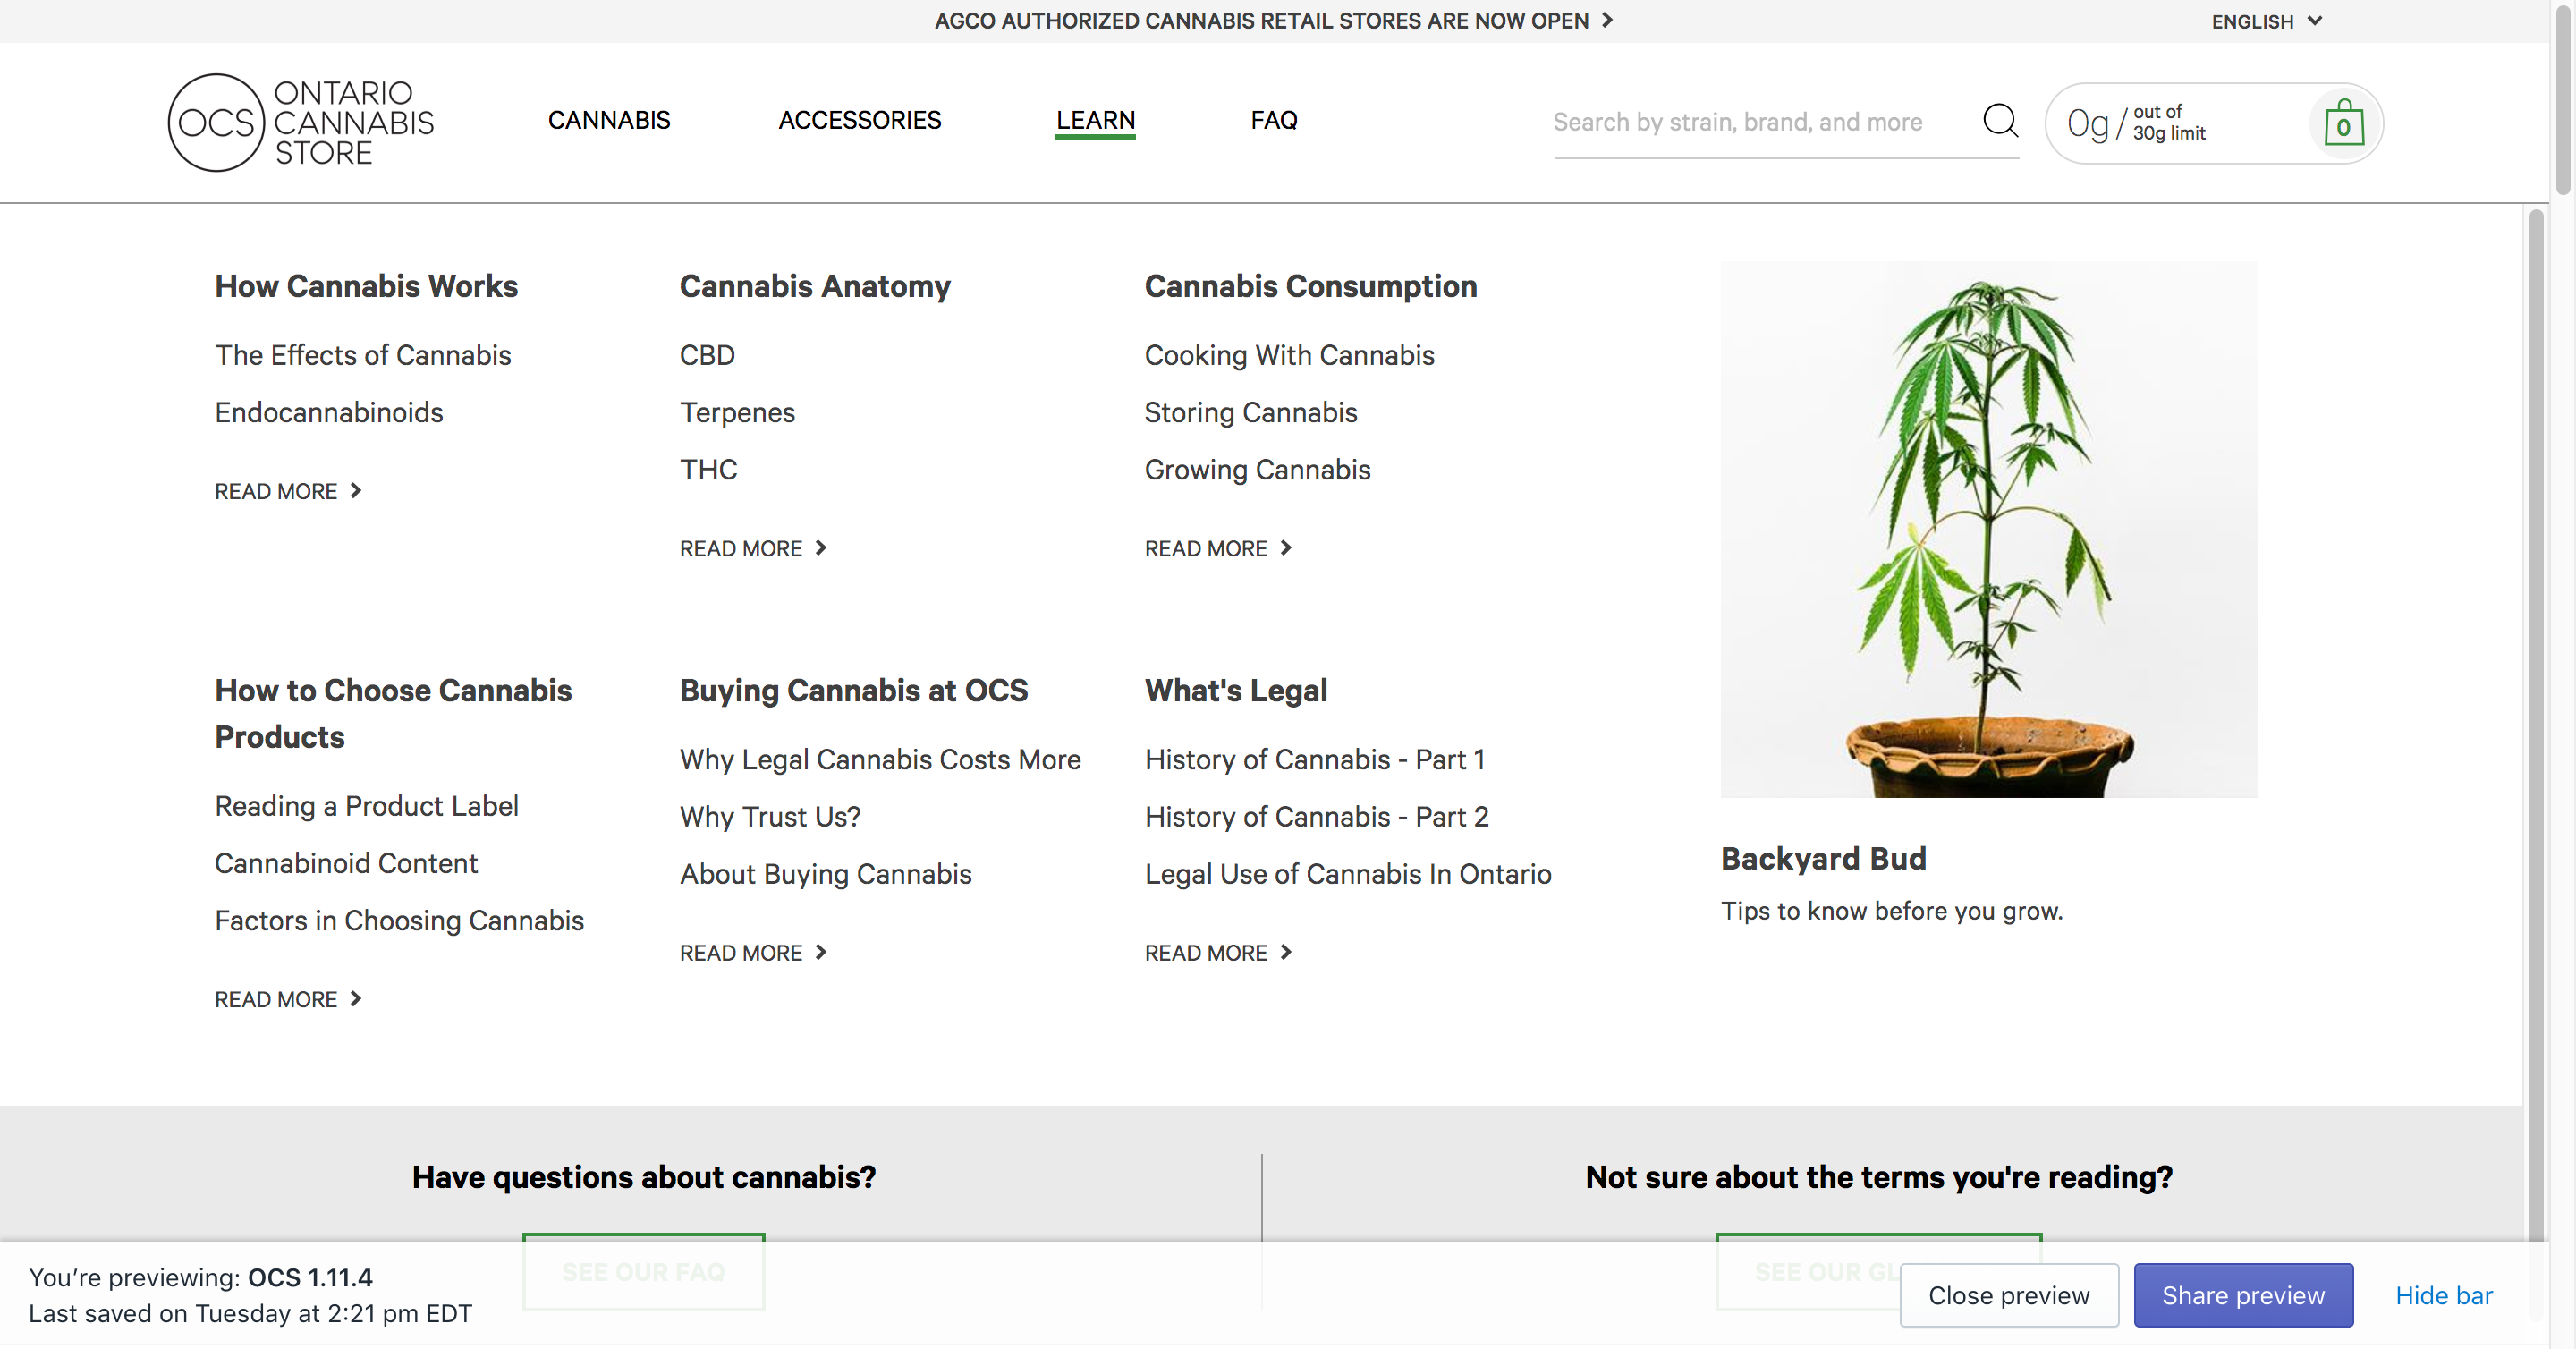 AGCO AUTHORIZED CANNABIS RETAIL STORES ARE NOW OPEN
ENGLISH
OCS
ONTARIO
CANNABIS
STORE
CANNABIS
ACCESSORIES
LEARN
FAQ
Search by strain, brand, and more
0g / out of
30g limit
0
How Cannabis Works
The Effects of Cannabis
Endocannabinoids
READ MORE
Cannabis Anatomy
CBD
Terpenes
THC
READ MORE
Cannabis Consumption
Cooking With Cannabis
Storing Cannabis
Growing Cannabis
READ MORE
How to Choose Cannabis
Products
Reading a Product Label
Cannabinoid Content
Factors in Choosing Cannabis
READ MORE
Buying Cannabis at OCS
Why Legal Cannabis Costs More
Why Trust Us?
About Buying Cannabis
READ MORE
What's Legal
History of Cannabis - Part 1
History of Cannabis - Part 2
Legal Use of Cannabis In Ontario
READ MORE
Backyard Bud
Tips to know before you grow.
Have questions about cannabis?
SEE OUR FAQ
Not sure about the terms you're reading?
SEE OUR GL
You’re previewing: OCS 1.11.4
Last saved on Tuesday at 2:21 pm EDT
Close preview
Share preview
Hide bar